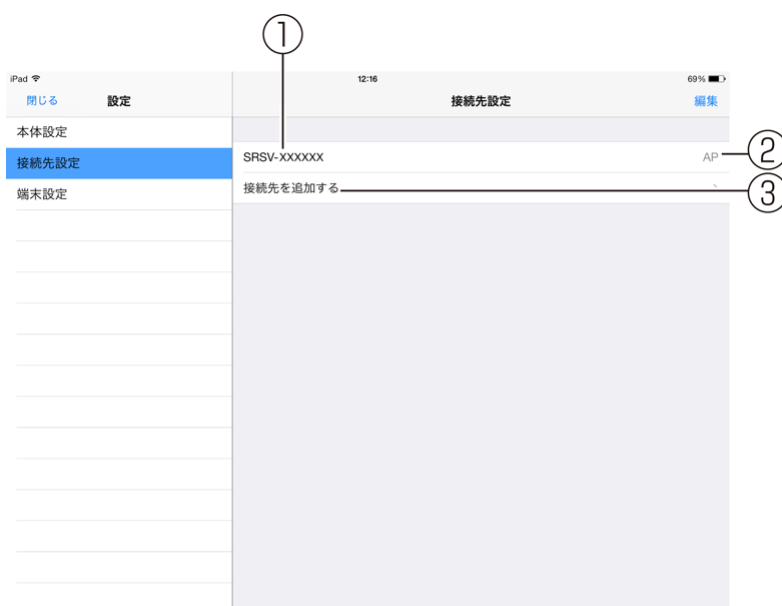 ①
iPad 12:16 69%
閉じる 設定 接続先設定 編集
本体設定
接続先設定
端末設定
SRSV-XXXXXX AP ②
接続先を追加する ③